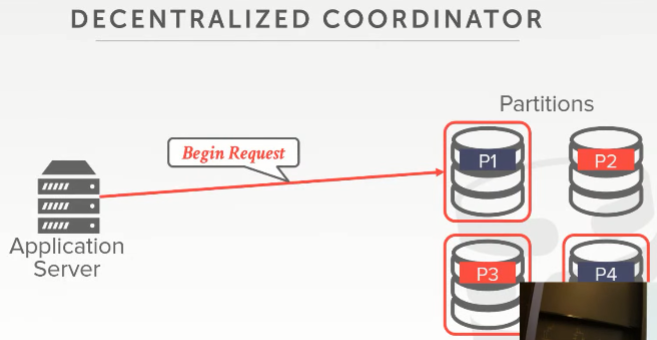 DECENTRALIZED COORDINATOR
Partitions
Begin Request
P1
P2
Application
Server
P3
P4